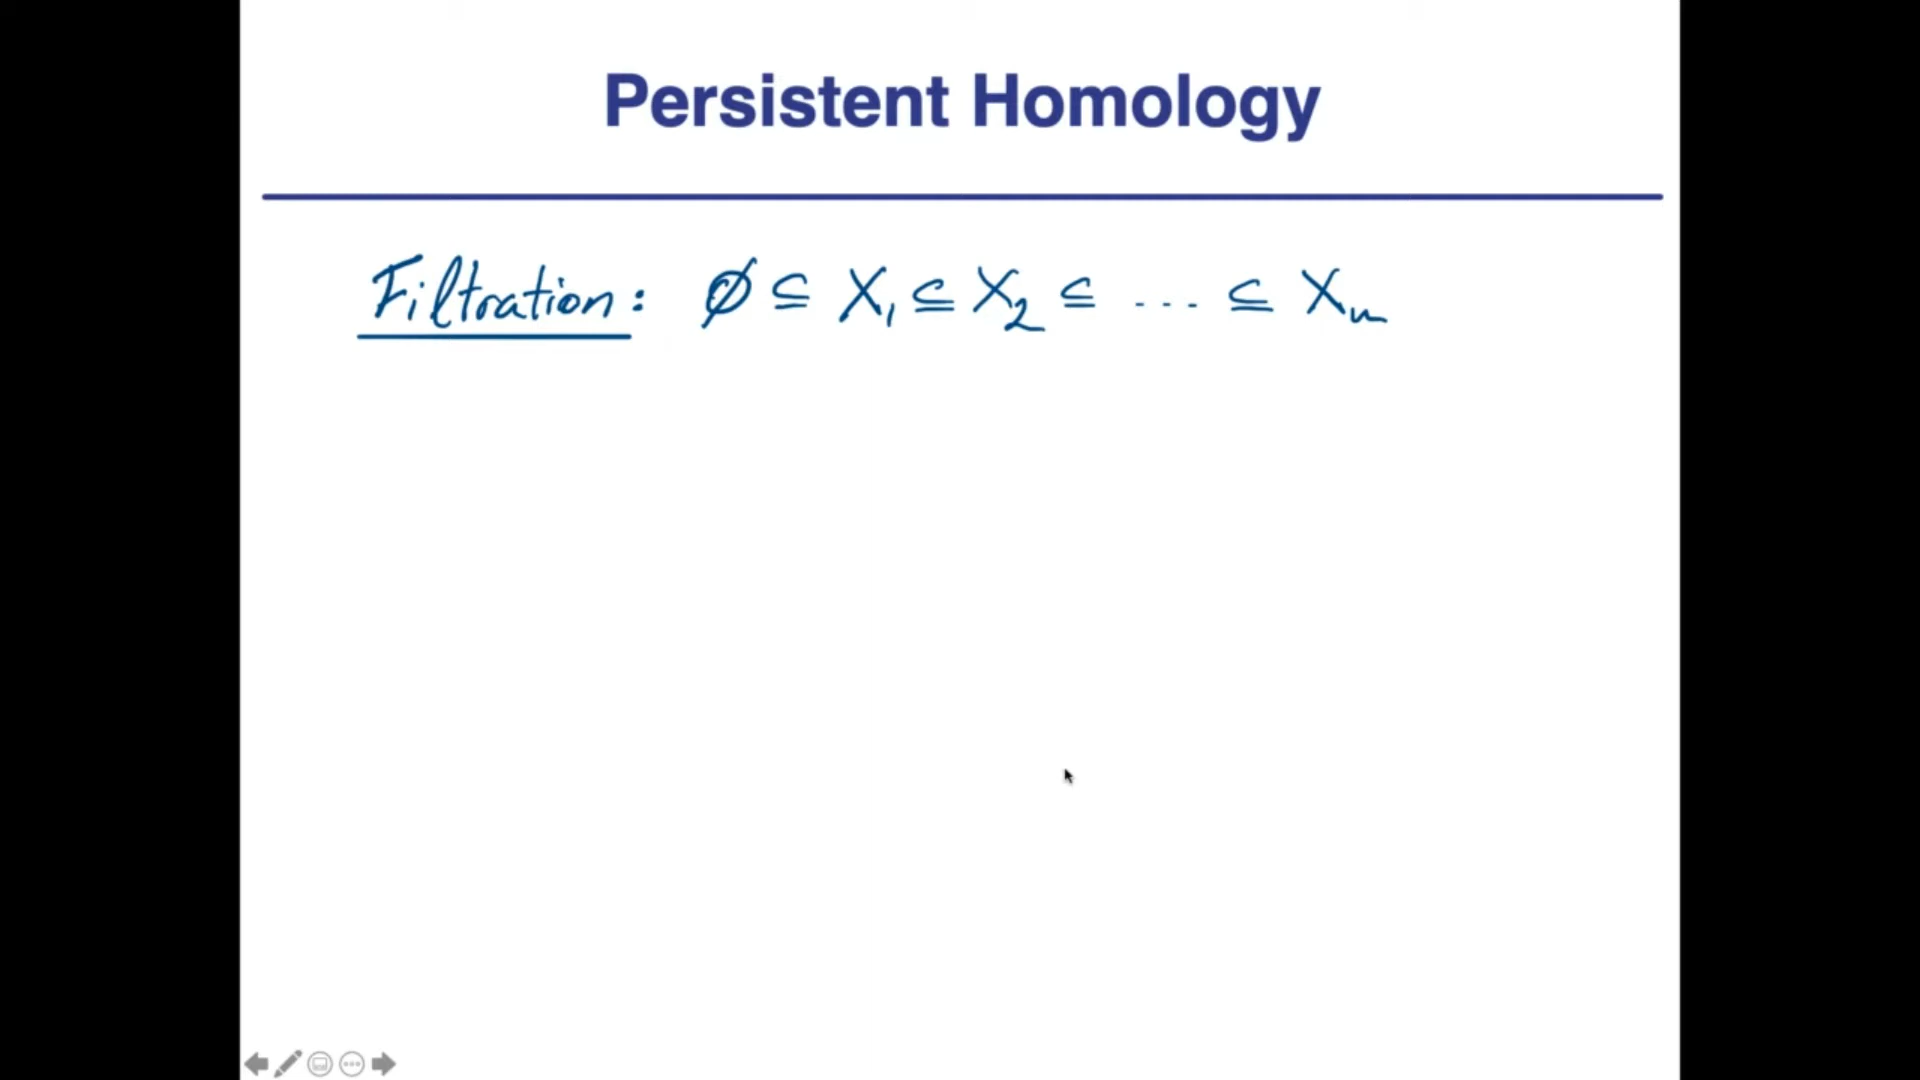 Persistent Homology
Filtration: ∅ ⊆ X₁ ⊆ X₂ ⊆ ... ⊆ Xₙ